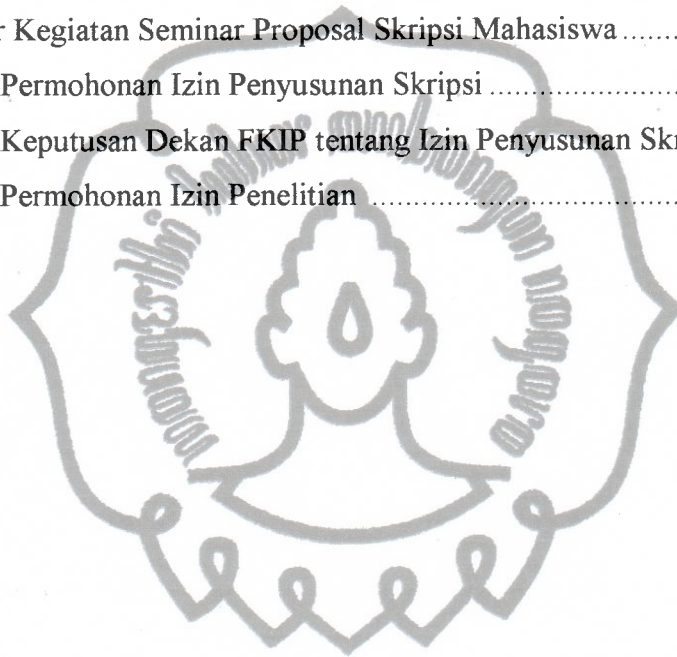 r Kegiatan Seminar Proposal Skripsi Mahasiswa ........
Permohonan Izin Penyusunan Skripsi ........................
Keputusan Dekan FKIP tentang Izin Penyusunan Skr
Permohonan Izin Penelitian ........................................